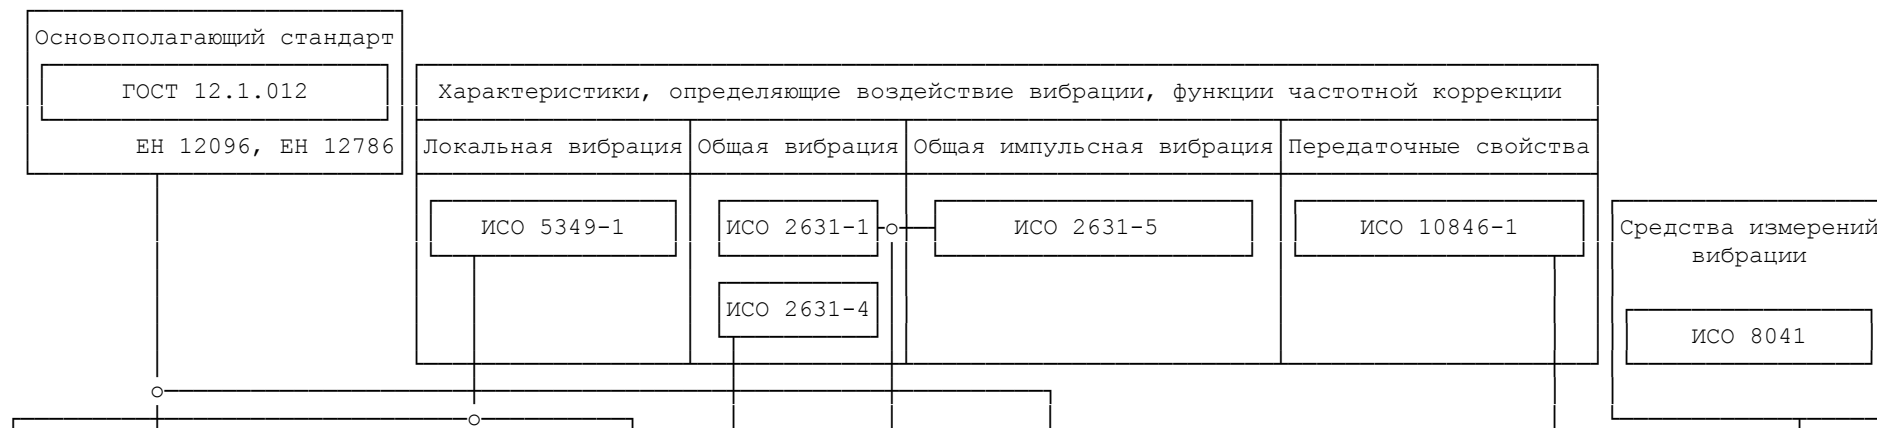 Основополагающий стандарт
ГОСТ 12.1.012
ЕН 12096, ЕН 12786
Характеристики, определяющие воздействие вибрации, функции частотной коррекции
Локальная вибрация
Общая вибрация
Общая импульсная вибрация
Передаточные свойства
ИСО 5349-1
ИСО 2631-1
ИСО 2631-5
ИСО 10846-1
ИСО 2631-4
Средства измерений
вибрации
ИСО 8041